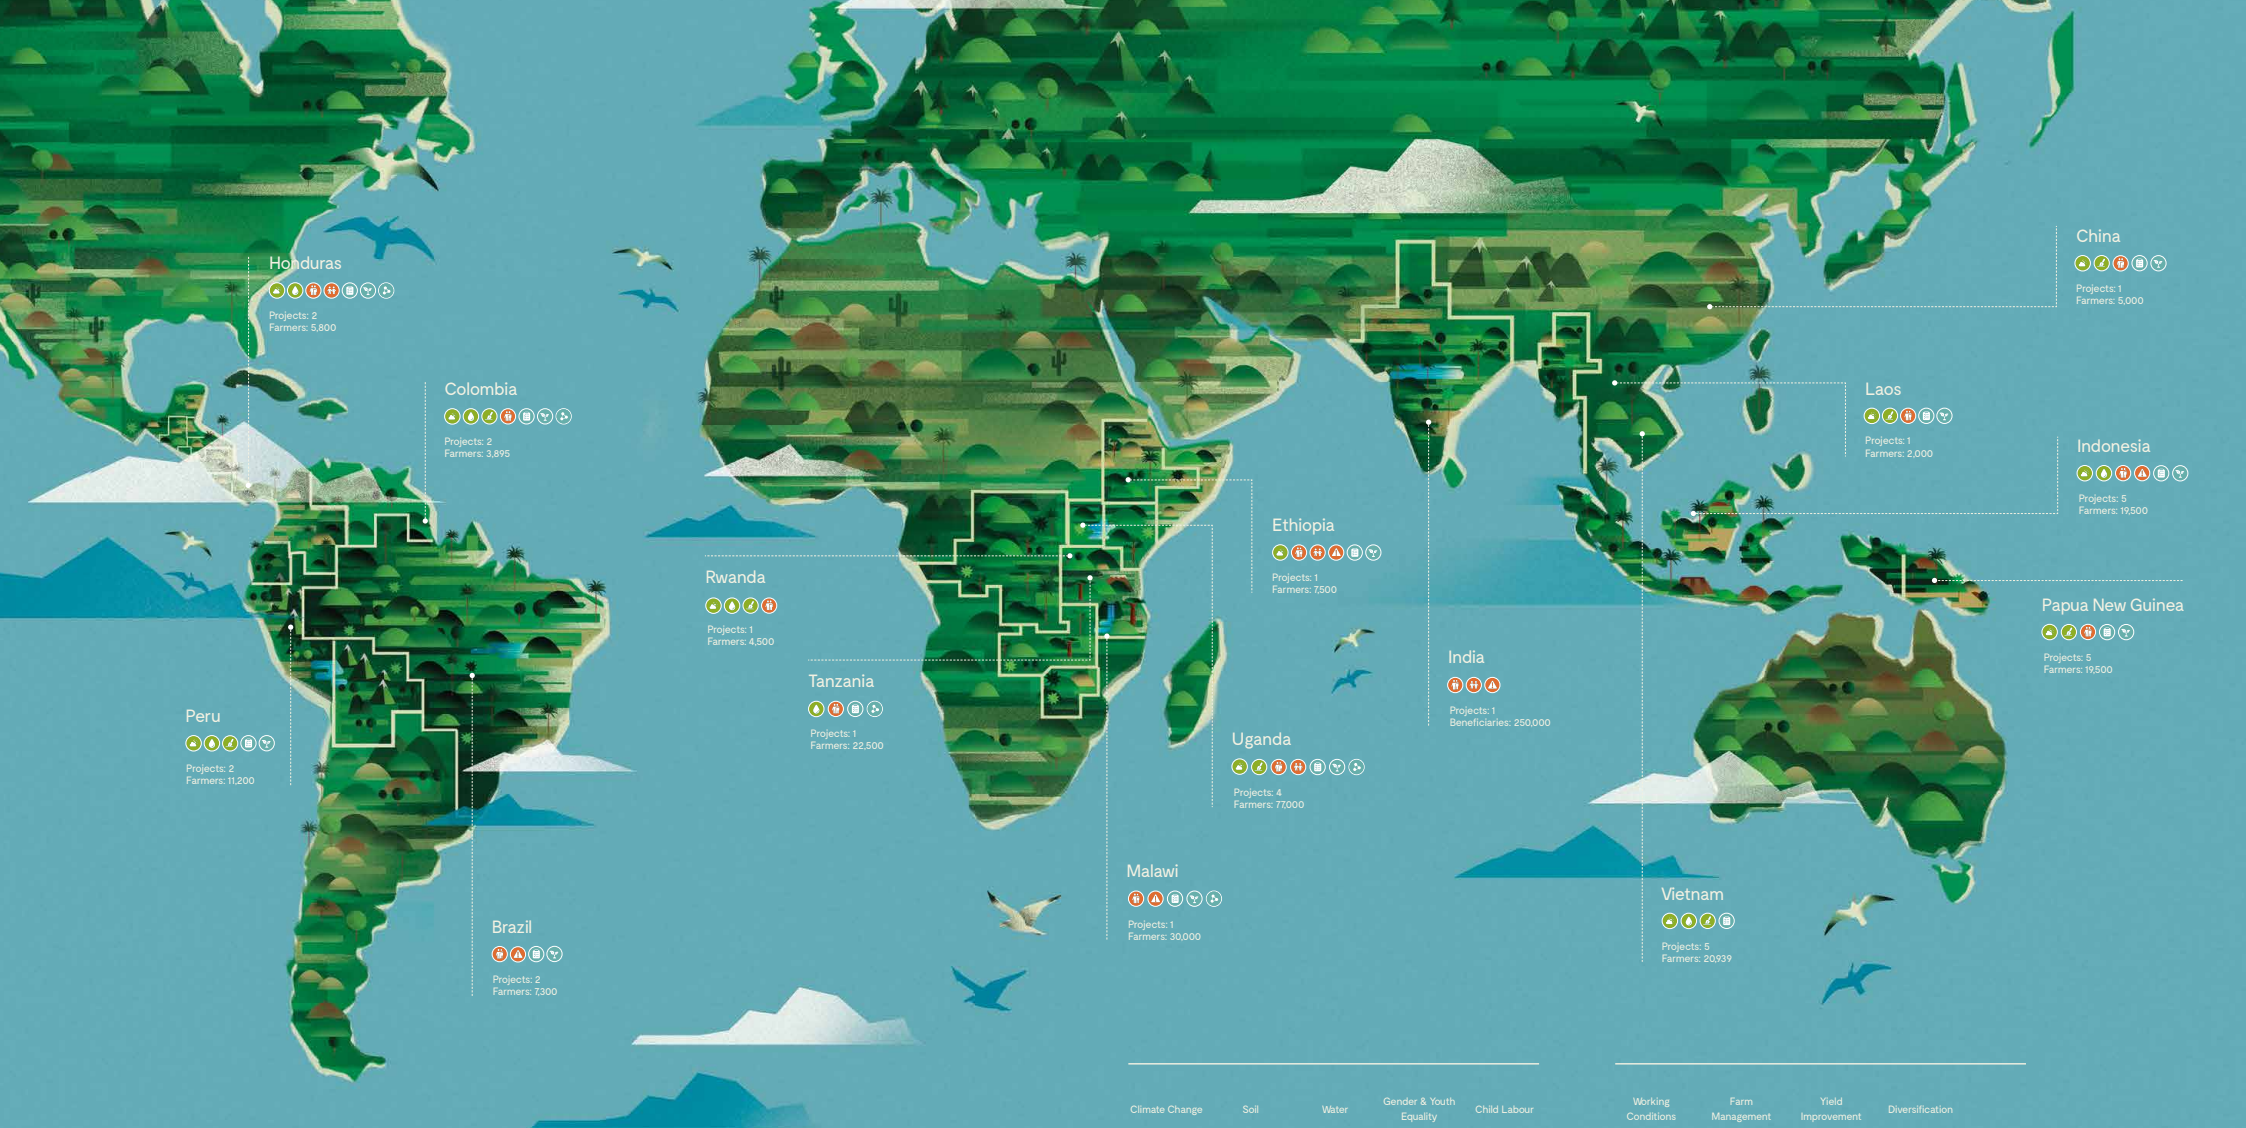 Honduras
Projects: 2
Farmers: 5,800
Colombia
Projects: 2
Farmers: 3,895
China
Projects: 1
Farmers: 5,000
Laos
Projects: 1
Farmers: 2,000
Indonesia
Projects: 5
Farmers: 19,500
Ethiopia
Projects: 1
Farmers: 7,500
Rwanda
Projects: 1
Farmers: 4,500
Papua New Guinea
Projects: 5
Farmers: 19,500
India
Projects: 1
Beneficiaries: 250,000
Tanzania
Projects: 1
Farmers: 22,500
Peru
Projects: 2
Farmers: 11,200
Uganda
Projects: 4
Farmers: 77,000
Malawi
Projects: 1
Farmers: 30,000
Vietnam
Projects: 5
Farmers: 20,939
Brazil
Projects: 2
Farmers: 7,300
Climate Change
Soil
Water
Gender & Youth
Equality
Child Labour
Working
Conditions
Farm
Management
Yield
Improvement
Diversification